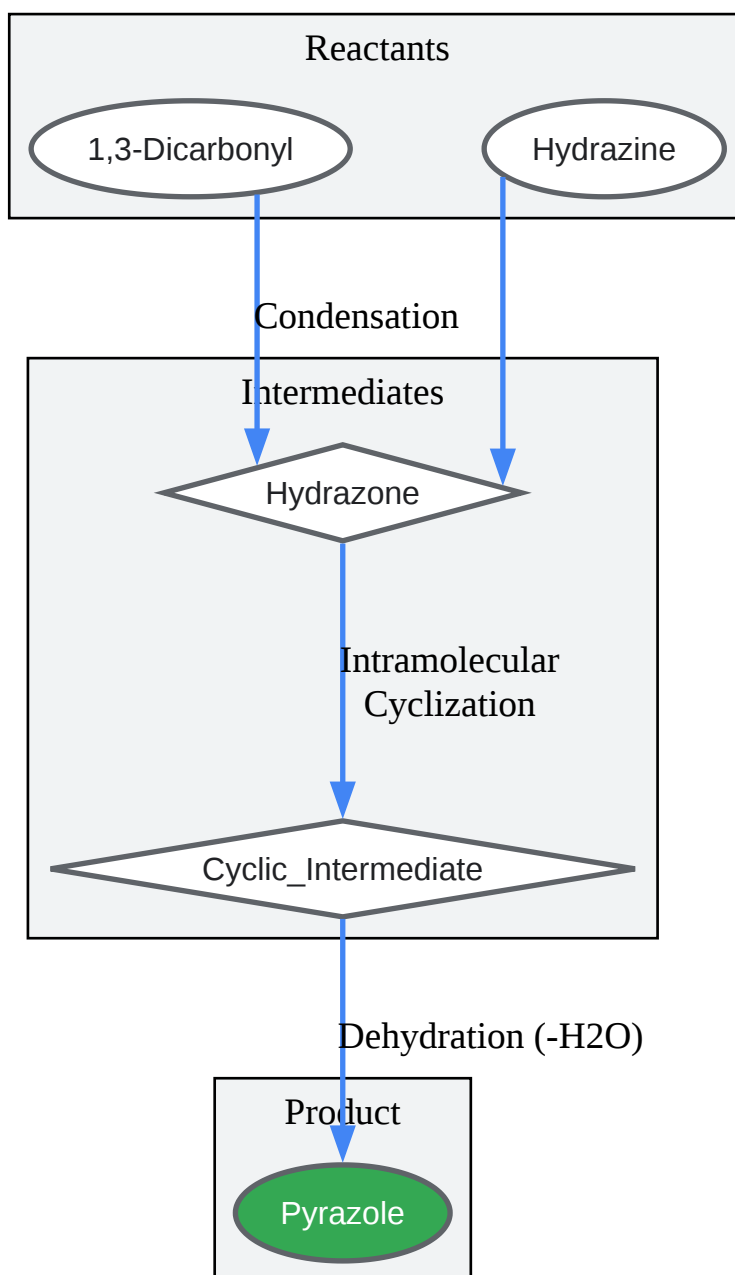 Reactants
1,3-Dicarbonyl
Hydrazine
Condensation
Intermediates
Hydrazone
Intramolecular
Cyclization
Cyclic_Intermediate
Dehydration (-H2O)
Product
Pyrazole